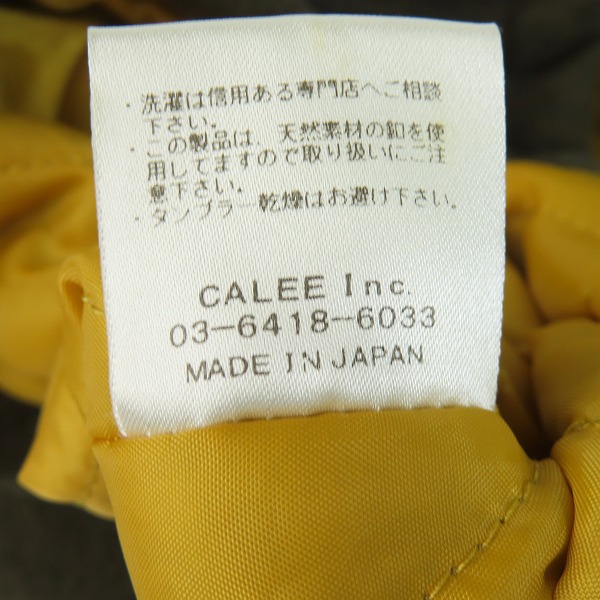 ・洗濯は信用ある専門店へご相談
下さい。
・この製品は、天然素材の釦を使
用してますので取り扱いにご注
意下さい。
・タンブラー乾燥はお避け下さい。
CALEE Inc.
03-6418-6033
MADE IN JAPAN